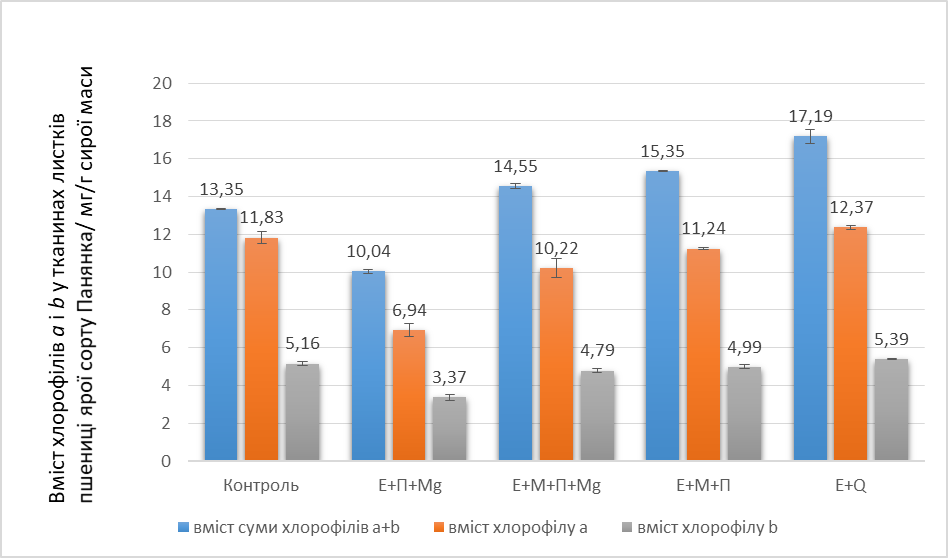 Вміст хлорофілів a і b у тканинах листків
пшениці ярої сорту Панянка/ мг/г сирої маси
20
18
16
14
12
10
8
6
4
2
0
13,35
11,83
5,16
10,04
6,94
3,37
14,55
10,22
4,79
15,35
11,24
4,99
17,19
12,37
5,39
Контроль
Е+П+Mg
Е+М+П+Mg
Е+М+П
Е+Q
вміст суми хлорофілів a+b
вміст хлорофілу a
вміст хлорофілу b